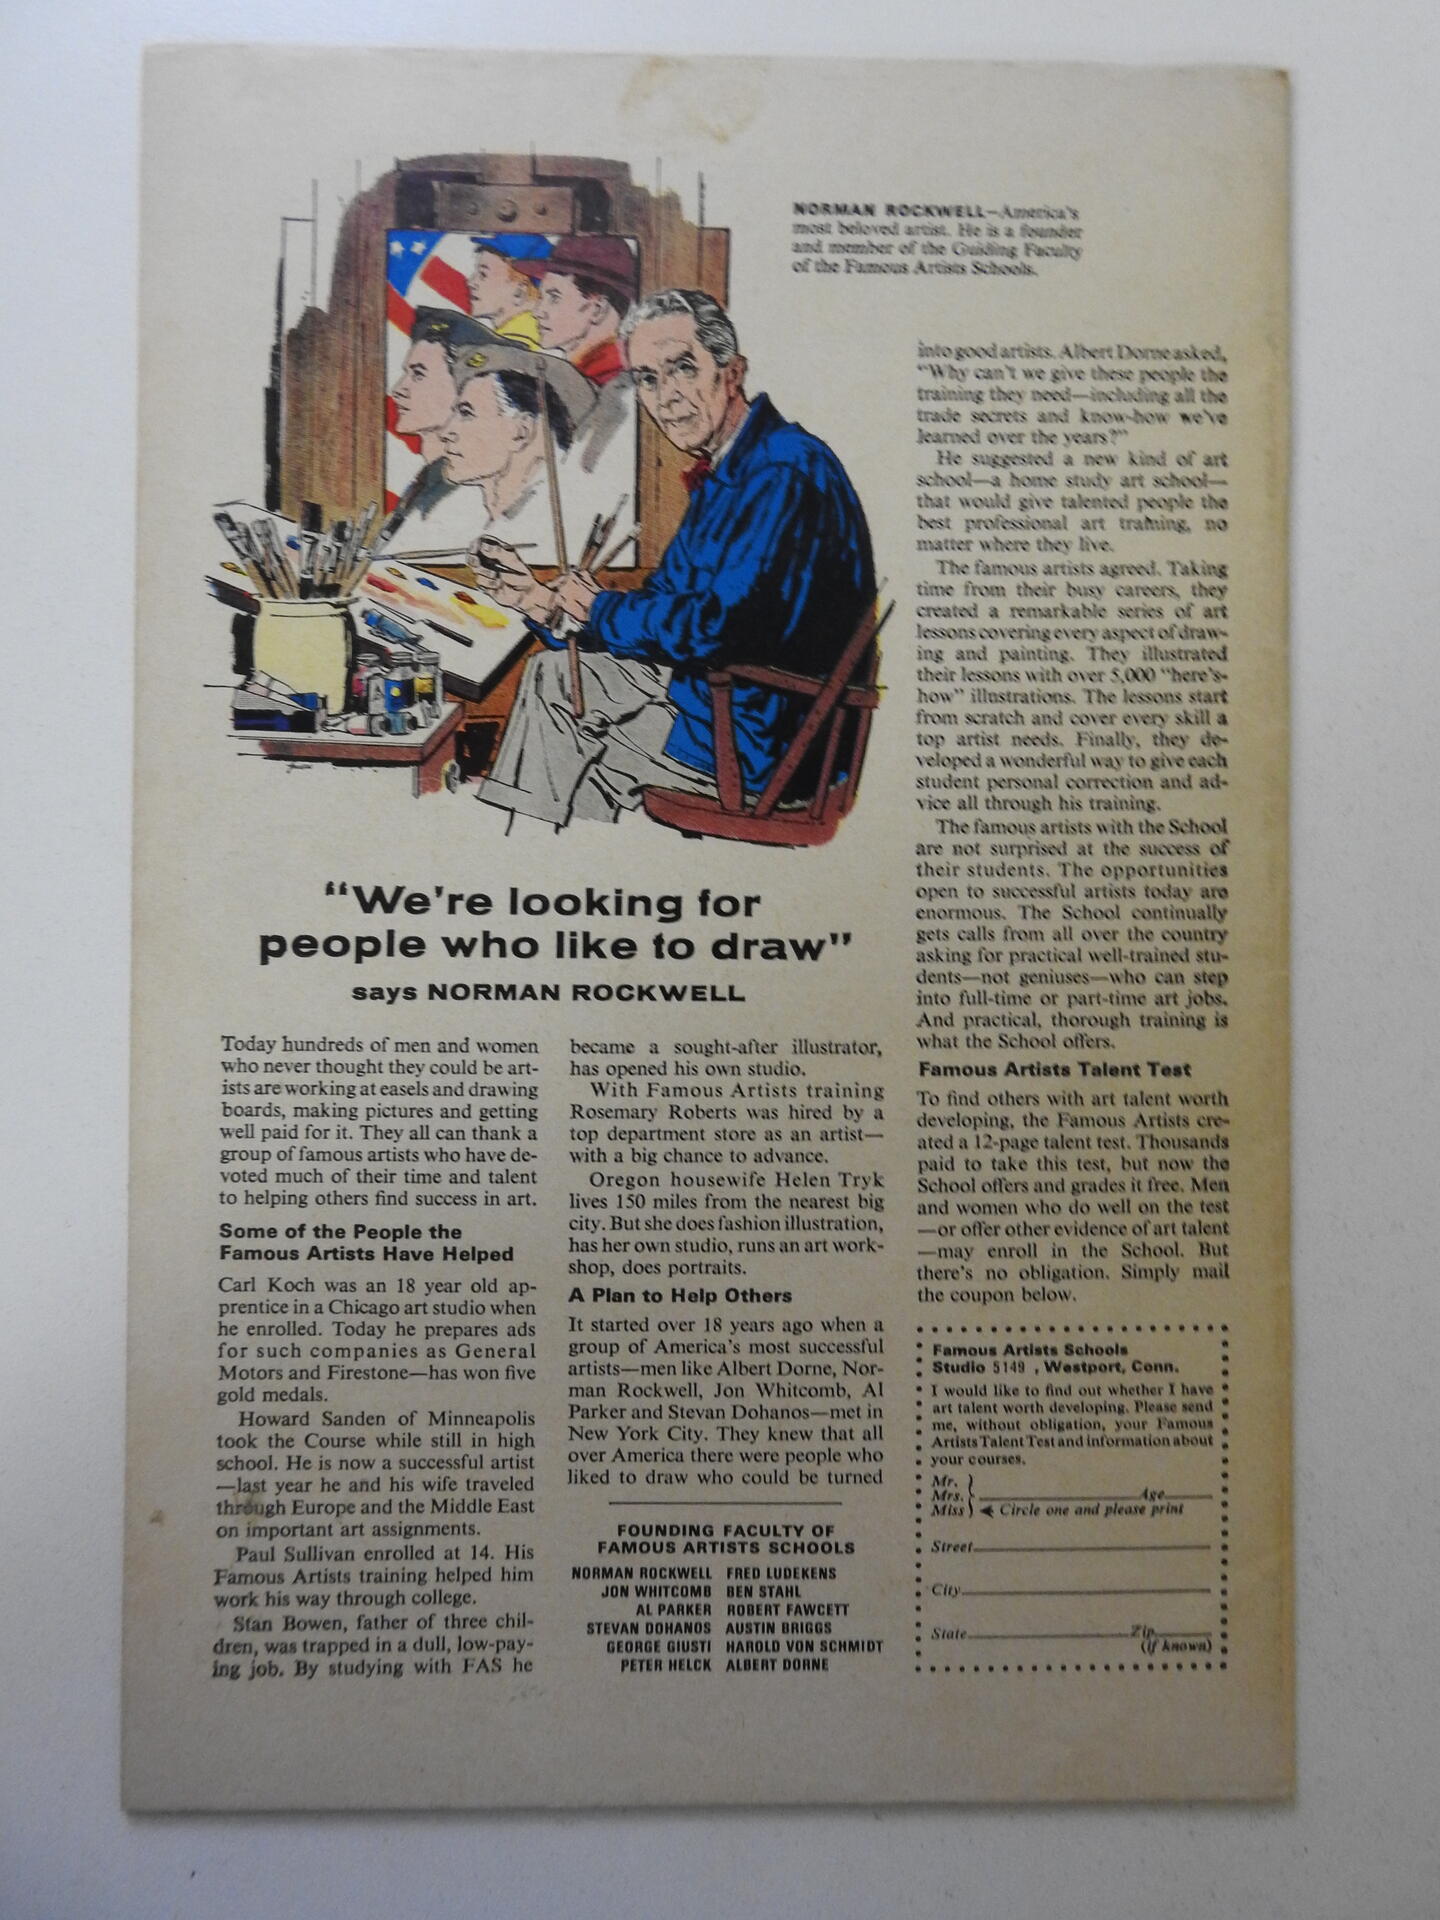 NORMAN ROCKWELL—America's
most beloved artist. He is a founder
and member of the Guiding Faculty
of the Famous Artists Schools.
"We're looking for
people who like to draw"
says NORMAN ROCKWELL
Today hundreds of men and women
who never thought they could be art-
ists are working at easels and drawing
boards, making pictures and getting
well paid for it. They all can thank a
group of famous artists who have de-
voted much of their time and talent
to helping others find success in art.
Some of the People the
Famous Artists Have Helped
Carl Koch was an 18 year old ap-
prentice in a Chicago art studio when
he enrolled. Today he prepares ads
for such companies as General
Motors and Firestone—has won five
gold medals.
Howard Sanden of Minneapolis
took the Course while still in high
school. He is now a successful artist
—last year he and his wife traveled
through Europe and the Middle East
on important art assignments.
Paul Sullivan enrolled at 14. His
Famous Artists training helped him
work his way through college.
Stan Bowen, father of three chil-
dren, was trapped in a dull, low-pay-
ing job. By studying with FAS he
became a sought-after illustrator,
has opened his own studio.
With Famous Artists training
Rosemary Roberts was hired by a
top department store as an artist—
with a big chance to advance.
Oregon housewife Helen Tryk
lives 150 miles from the nearest big
city. But she does fashion illustration,
has her own studio, runs an art work-
shop, does portraits.
A Plan to Help Others
It started over 18 years ago when a
group of America's most successful
artists—men like Albert Dorne, Nor-
man Rockwell, Jon Whitcomb, Al
Parker and Stevan Dohanos—met in
New York City. They knew that all
over America there were people who
liked to draw who could be turned
FOUNDING FACULTY OF
FAMOUS ARTISTS SCHOOLS
NORMAN ROCKWELL FRED LUDEKENS
JON WHITCOMB BEN STAHL
AL PARKER ROBERT FAWCETT
STEVAN DOHANOS AUSTIN BRIGGS
GEORGE GIUSTI HAROLD VON SCHMIDT
PETER HELCK ALBERT DORNE
into good artists. Albert Dorne asked,
"Why can't we give these people the
training they need—including all the
trade secrets and know-how we've
learned over the years?"
He suggested a new kind of art
school—a home study art school—
that would give talented people the
best professional art training, no
matter where they live.
The famous artists agreed. Taking
time from their busy careers, they
created a remarkable series of art
lessons covering every aspect of draw-
ing and painting. They illustrated
their lessons with over 5,000 "here's-
how" illustrations. The lessons start
from scratch and cover every skill a
top artist needs. Finally, they de-
veloped a wonderful way to give each
student personal correction and ad-
vice all through his training.
The famous artists with the School
are not surprised at the success of
their students. The opportunities
open to successful artists today are
enormous. The School continually
gets calls from all over the country
asking for practical well-trained stu-
dents—not geniuses—who can step
into full-time or part-time art jobs.
And practical, thorough training is
what the School offers.
Famous Artists Talent Test
To find others with art talent worth
developing, the Famous Artists cre-
ated a 12-page talent test. Thousands
paid to take this test, but now the
School offers and grades it free. Men
and women who do well on the test
—or offer other evidence of art talent
—may enroll in the School. But
there's no obligation. Simply mail
the coupon below.
Famous Artists Schools
Studio 5149 , Westport, Conn.
I would like to find out whether I have
art talent worth developing. Please send
me, without obligation, your Famous
Artists Talent Test and information about
your courses.
Mr.
Mrs. Age
Miss Circle one and please print
Street
City
State Zip
(if known)